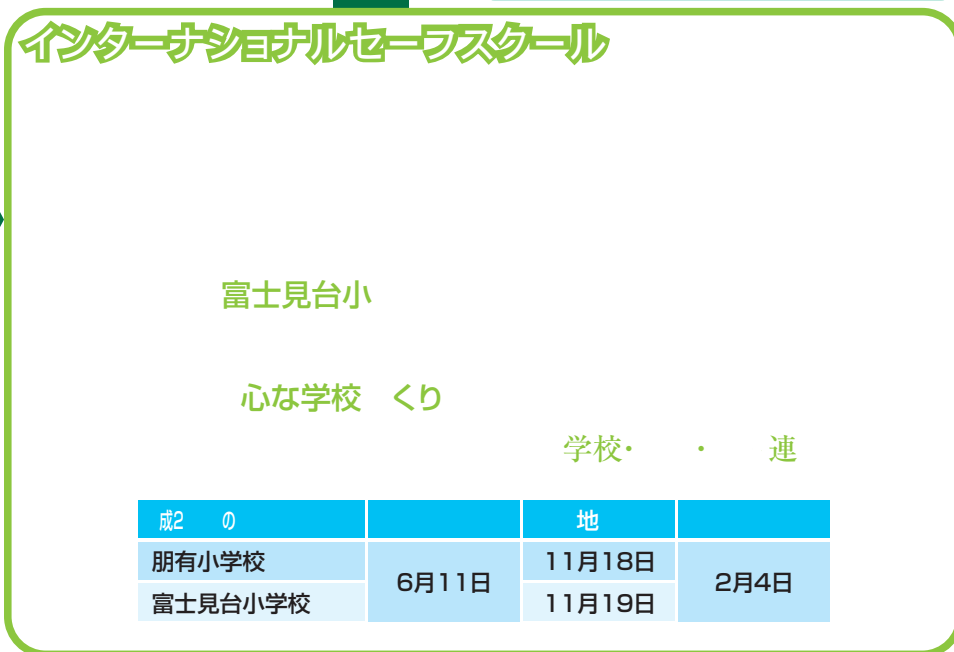 インターナショナルセーフスクール
富士見台小
心な学校 くり
学校・ ・ 連
成2 の 地
朋有小学校 6月11日 11月18日 2月4日
富士見台小学校 11月19日